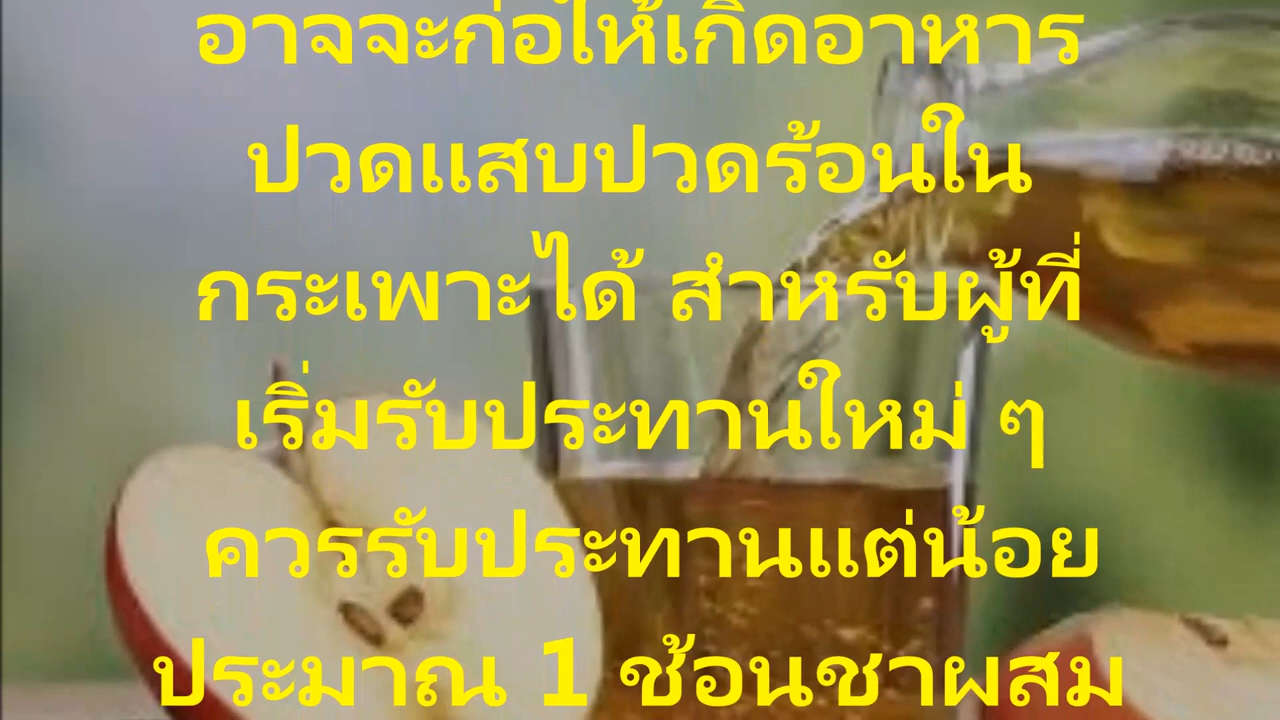 อาจจะก่อให้เกิดอาหาร
ปวดแสบปวดร้อนใน
กระเพาะได้ สำหรับผู้ที่
เริ่มรับประทานใหม่ ๆ
ควรรับประทานแต่น้อย
ประมาณ 1 ช้อนชาผสม